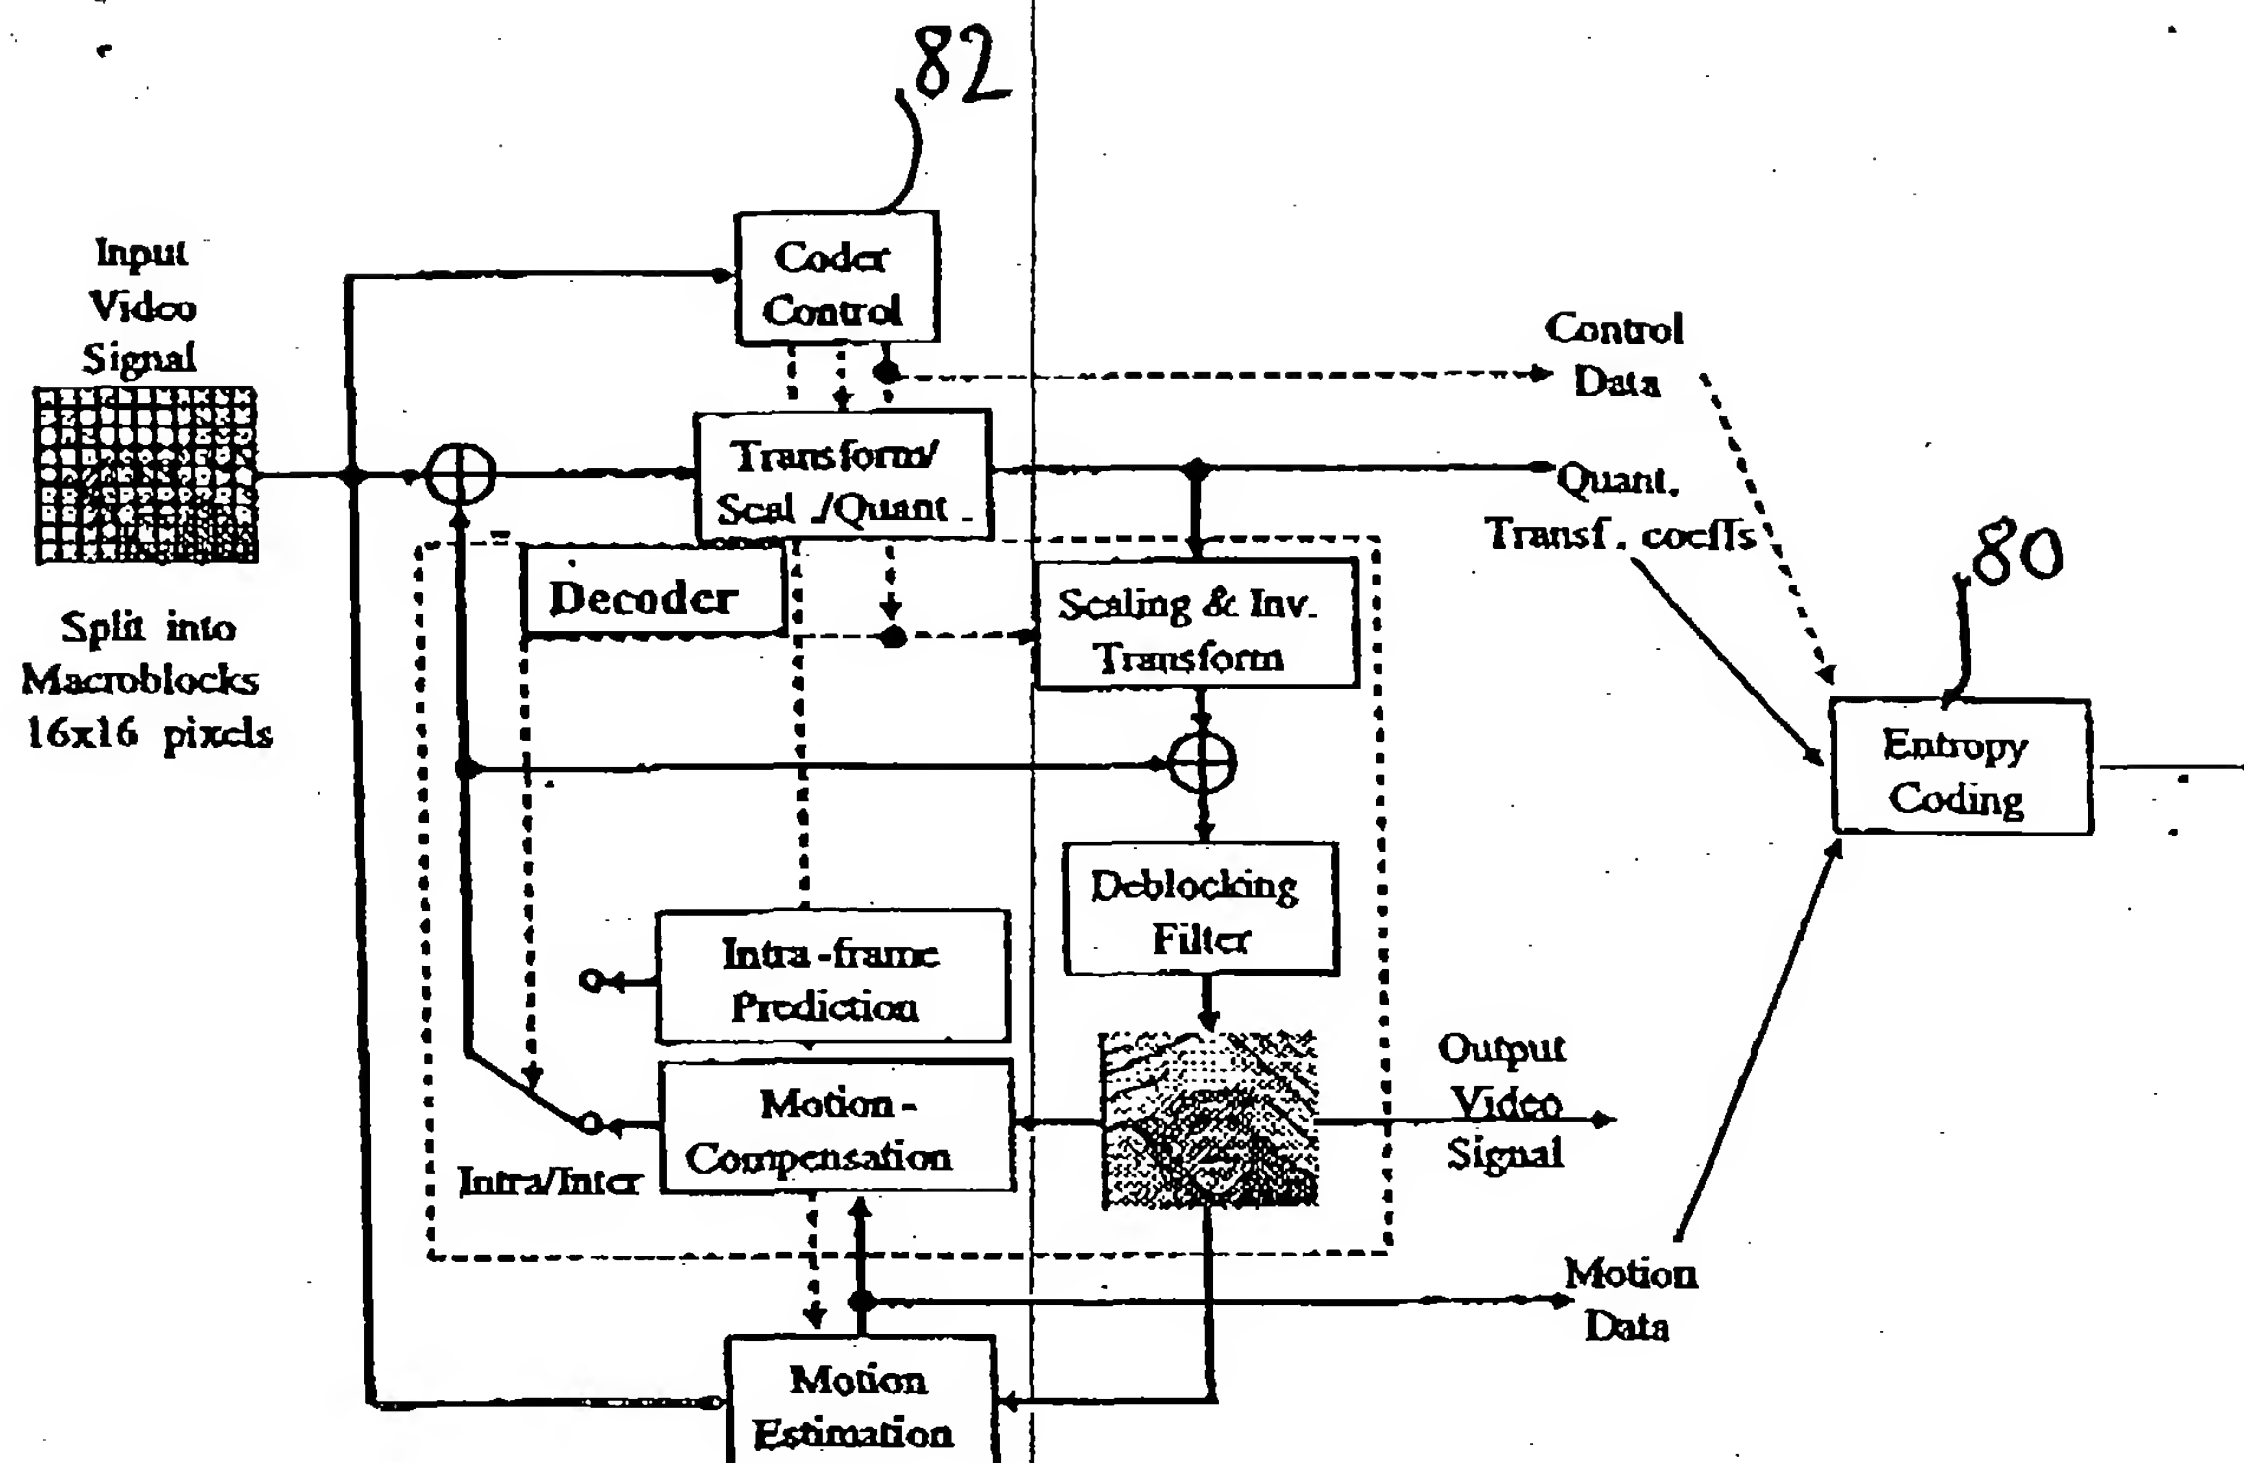 82
Input
Video
Signal
Coder
Control
Control
Data
Transform/
Scal ./Quant .
Quant.
Transf. coeffs
80
Decoder
Scaling & Inv.
Transform
Split into
Macroblocks
16x16 pixels
Entropy
Coding
Deblocking
Filter
Intra-frame
Prediction
Output
Video
Signal
Motion-
Compensation
Intra/Inter
Motion
Data
Motion
Estimation